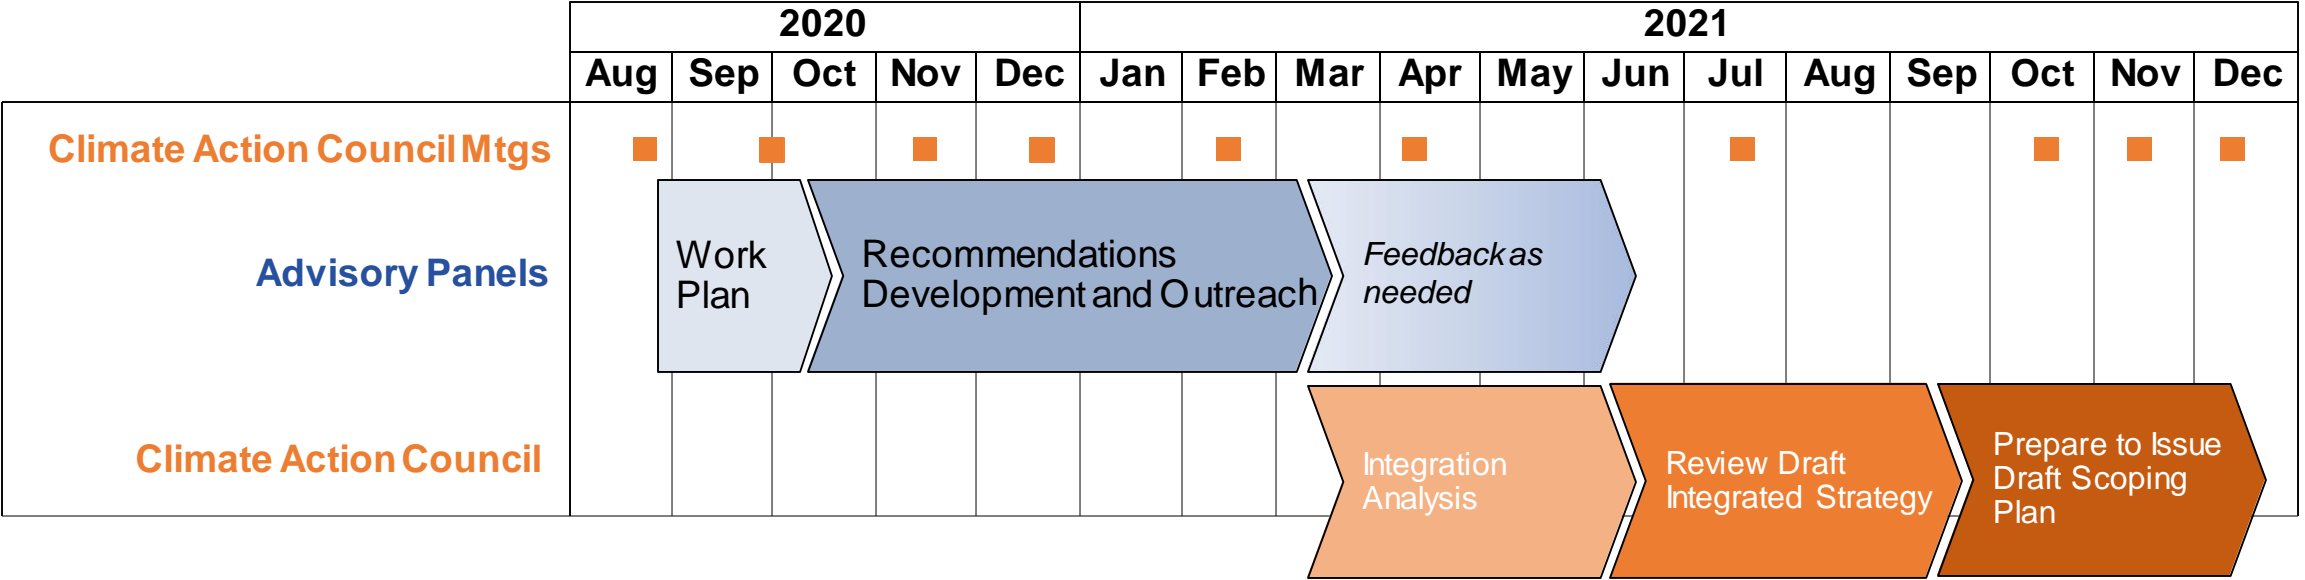 2020 2021
Aug Sep Oct Nov Dec Jan Feb Mar Apr May Jun Jul Aug Sep Oct Nov Dec
Climate Action Council Mtgs
Advisory Panels
Work
Plan
Recommendations
Development and Outreach
Feedback as
needed
Climate Action Council
Integration
Analysis
Review Draft
Integrated Strategy
Prepare to Issue
Draft Scoping
Plan